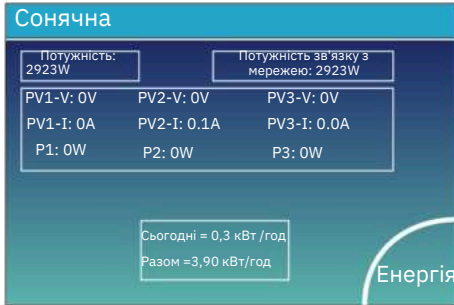 Сонячна
Потужність:
2923W
Потужність зв'язку з
мережею: 2923W
PV1-V: 0V PV2-V: 0V PV3-V: 0V
PV1-I: 0A PV2-I: 0.1A PV3-I: 0.0A
P1: 0W P2: 0W P3: 0W
Сьогодні = 0,3 кВт /год
Разом =3,90 кВт/год
Енергія